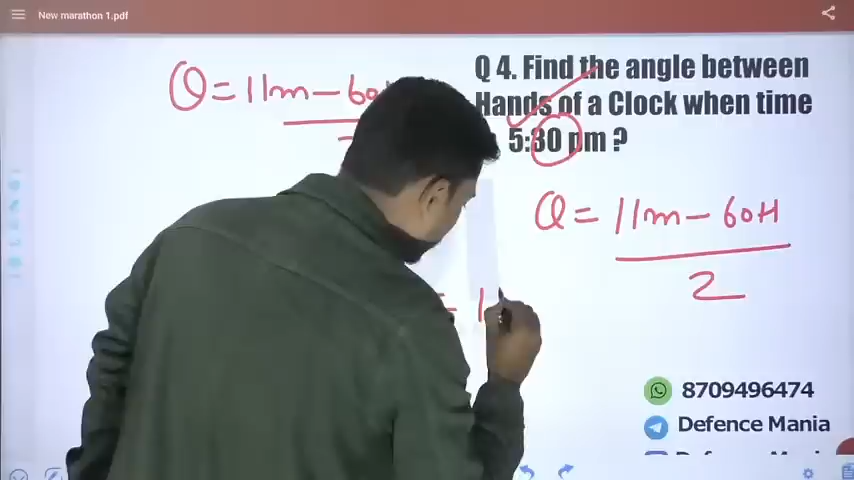 New marathon 1.pdf
Q 4. Find the angle between
Hands of a Clock when time
5:30 pm ?
θ = 11m - 60
θ = 11m - 60H
2
8709496474
Defence Mania